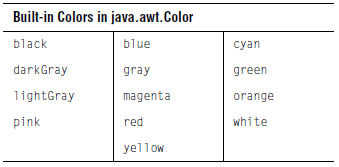 Built-in Colors in java.awt.Color
black blue cyan
darkGray gray green
lightGray magenta orange
pink red white
yellow